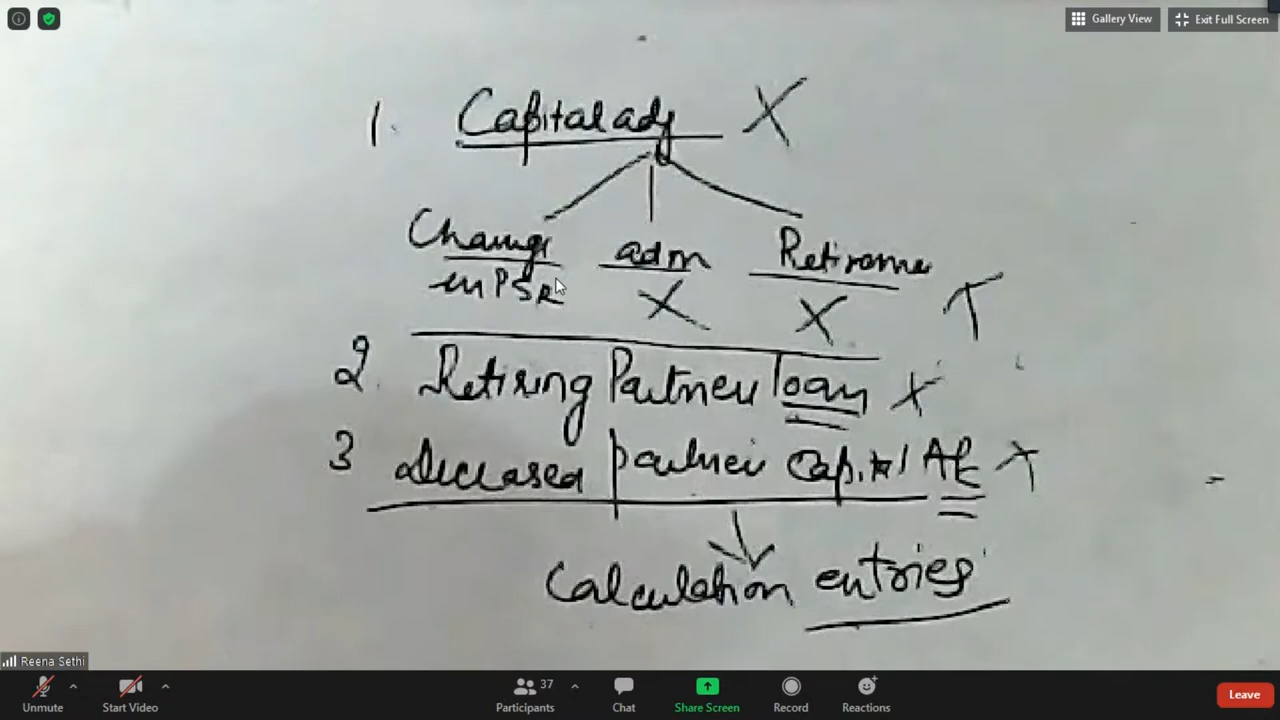 Gallery View
Exit Full Screen
1. Capital adj X
Change adm Retireme
in PSR X X
2. Retiring Partner loan X
3 Deceased partner Capital A/c X
Calculation entries
Reena Sethi
37
Unmute Start Video Participants Chat Share Screen Record Reactions Leave